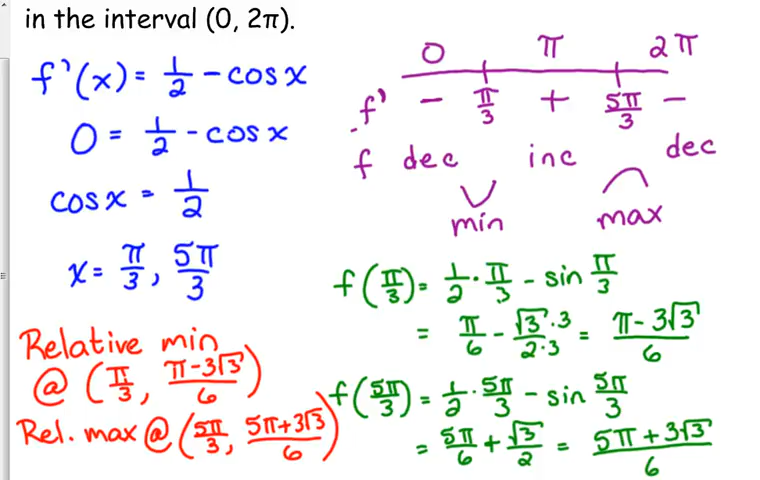 in the interval (0, 2π).
f'(x) = 1/2 - cos x
0 = 1/2 - cos x
cos x = 1/2
x = π/3, 5π/3
Relative min
@ (π/3, (π-3√3)/6)
Rel. max @ (5π/3, (5π+3√3)/6)
0 π 2π
f' - π/3 + 5π/3 -
f dec inc dec
min max
f(π/3) = 1/2 · π/3 - sin π/3
= π/6 - (√3·3)/(2·3) = (π-3√3)/6
f(5π/3) = 1/2 · 5π/3 - sin 5π/3
= 5π/6 + √3/2 = (5π+3√3)/6